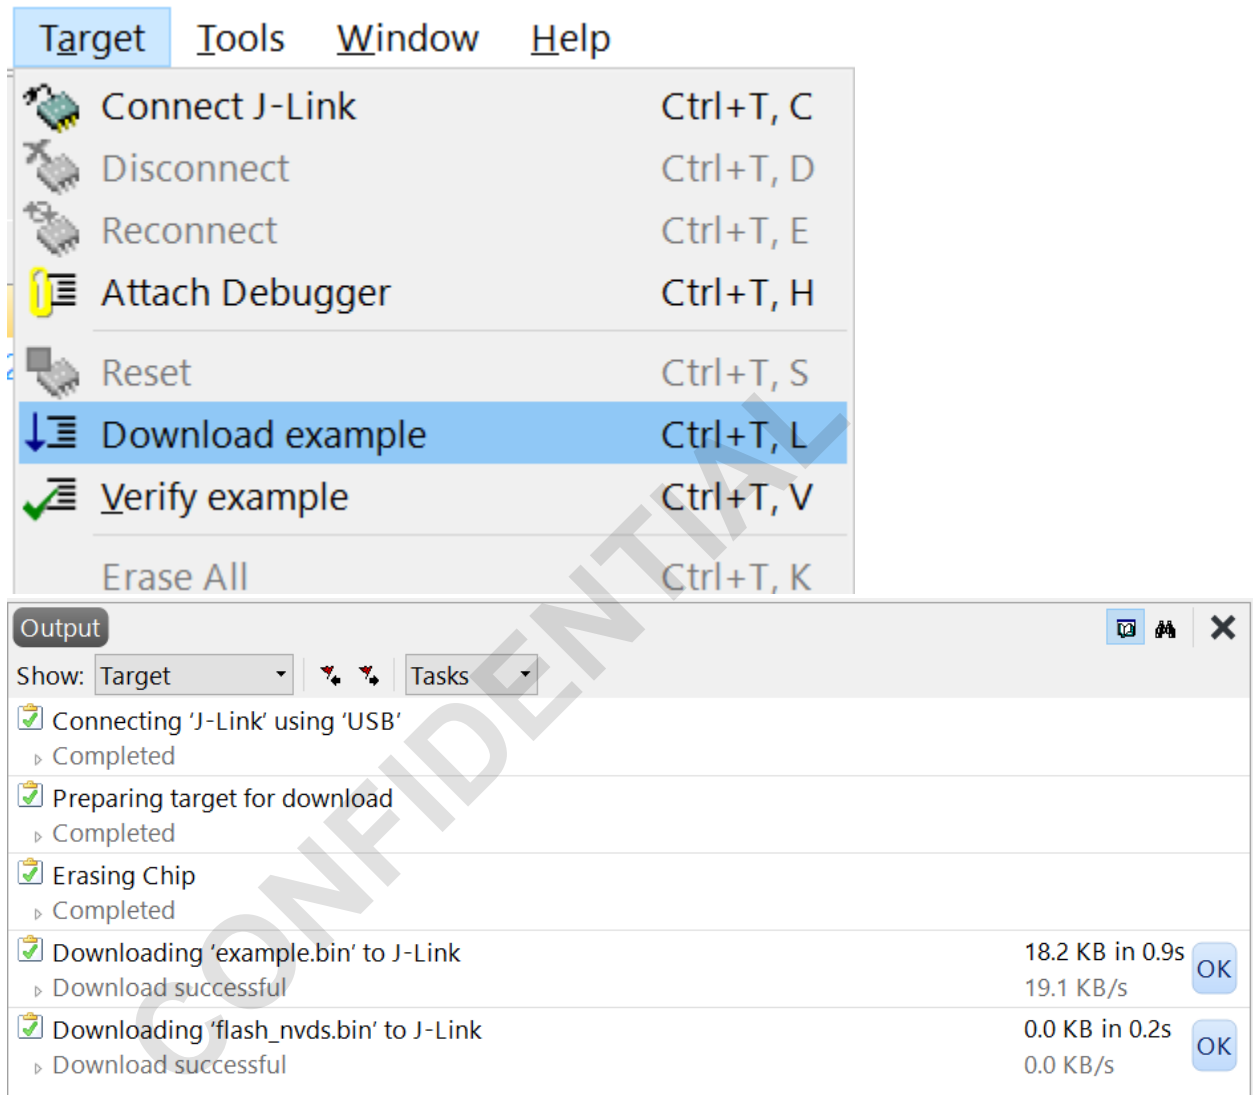 Target Tools Window Help
Connect J-Link Ctrl+T, C
Disconnect Ctrl+T, D
Reconnect Ctrl+T, E
Attach Debugger Ctrl+T, H
Reset Ctrl+T, S
Download example Ctrl+T, L
Verify example Ctrl+T, V
Erase All Ctrl+T, K
Output
Show: Target Tasks
Connecting ‘J-Link’ using ‘USB’
Completed
Preparing target for download
Completed
Erasing Chip
Completed
Downloading ‘example.bin’ to J-Link 18.2 KB in 0.9s OK
Download successful 19.1 KB/s
Downloading ‘flash_nvds.bin’ to J-Link 0.0 KB in 0.2s OK
Download successful 0.0 KB/s
CONFIDENTIAL